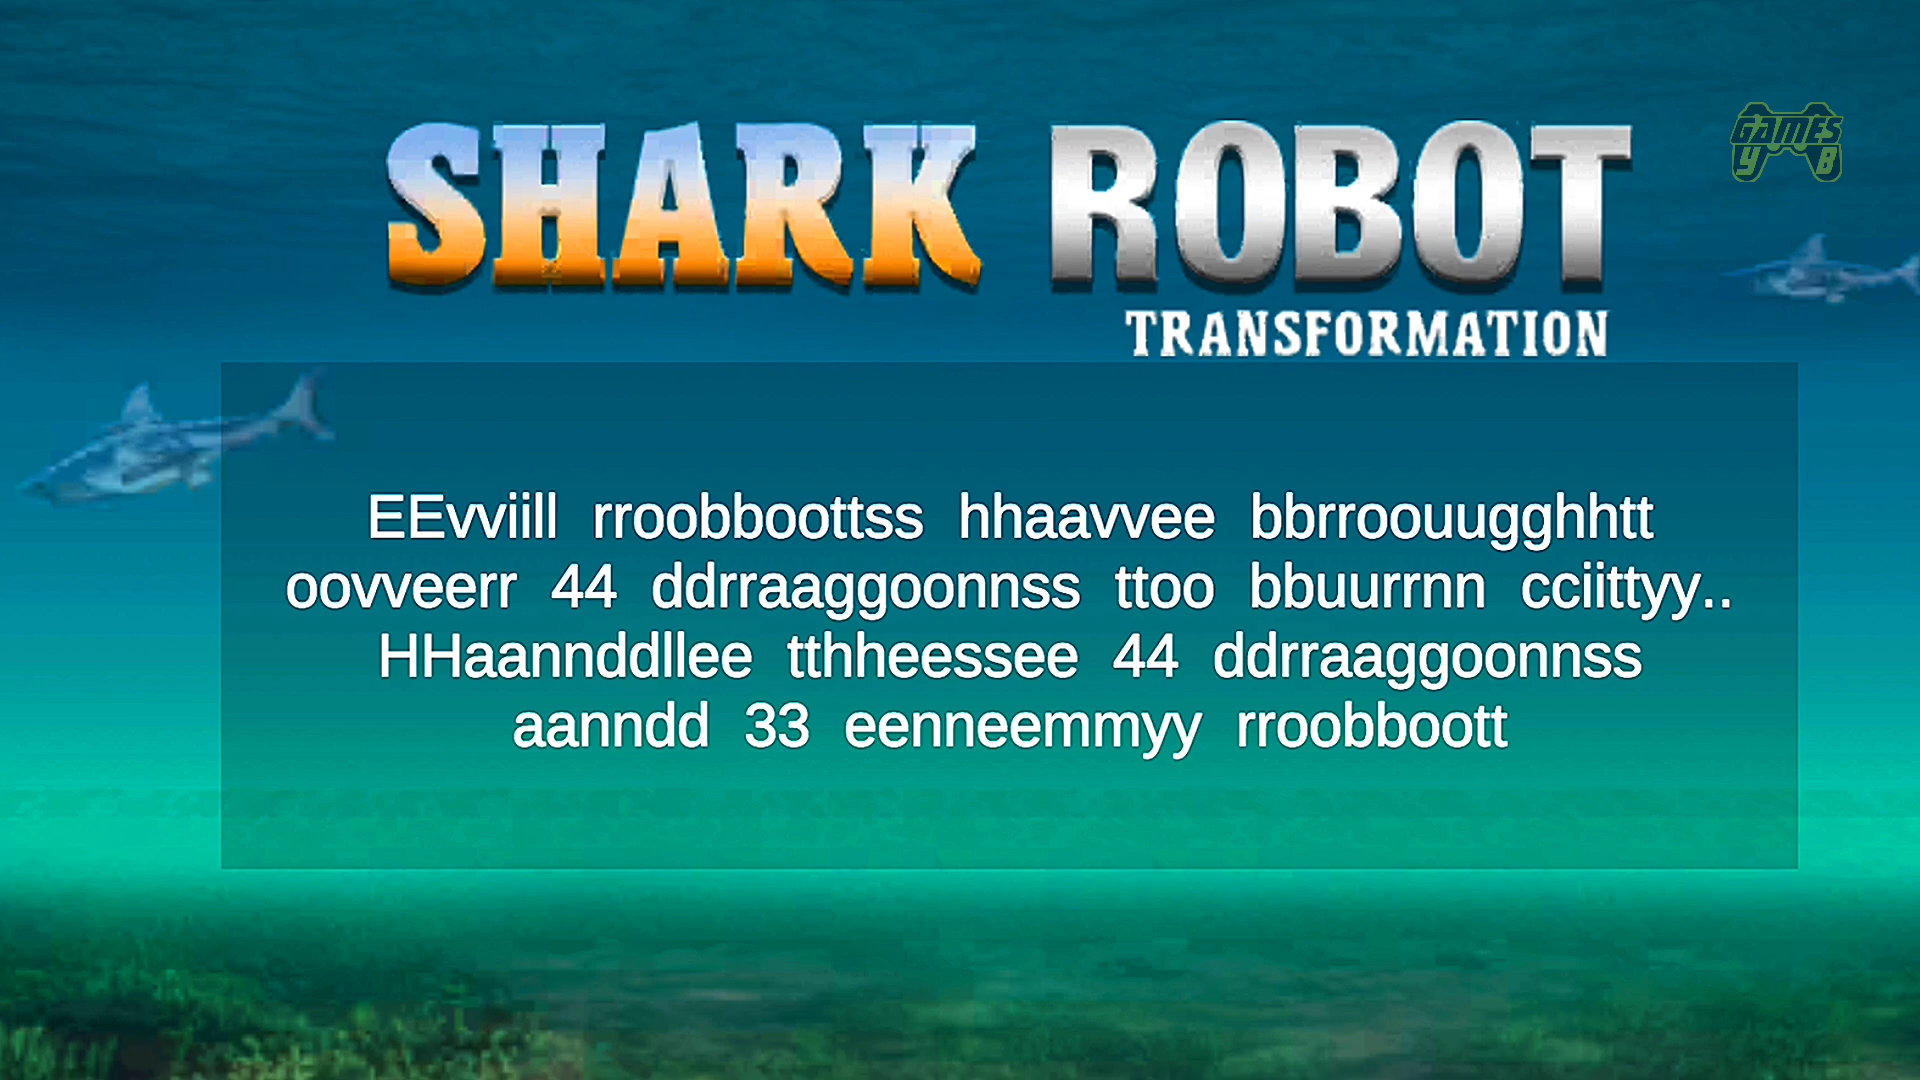 SHARK ROBOT
TRANSFORMATION
GAMES
Y B
EEvviill rroobboottss hhaavvee bbrroouugghhtt
oovveerr 44 ddrraaggoonnss ttoo bbuurrnn cciittyy..
HHaannddllee tthheessee 44 ddrraaggoonnss
aanndd 33 eenneemmyy rroobboott